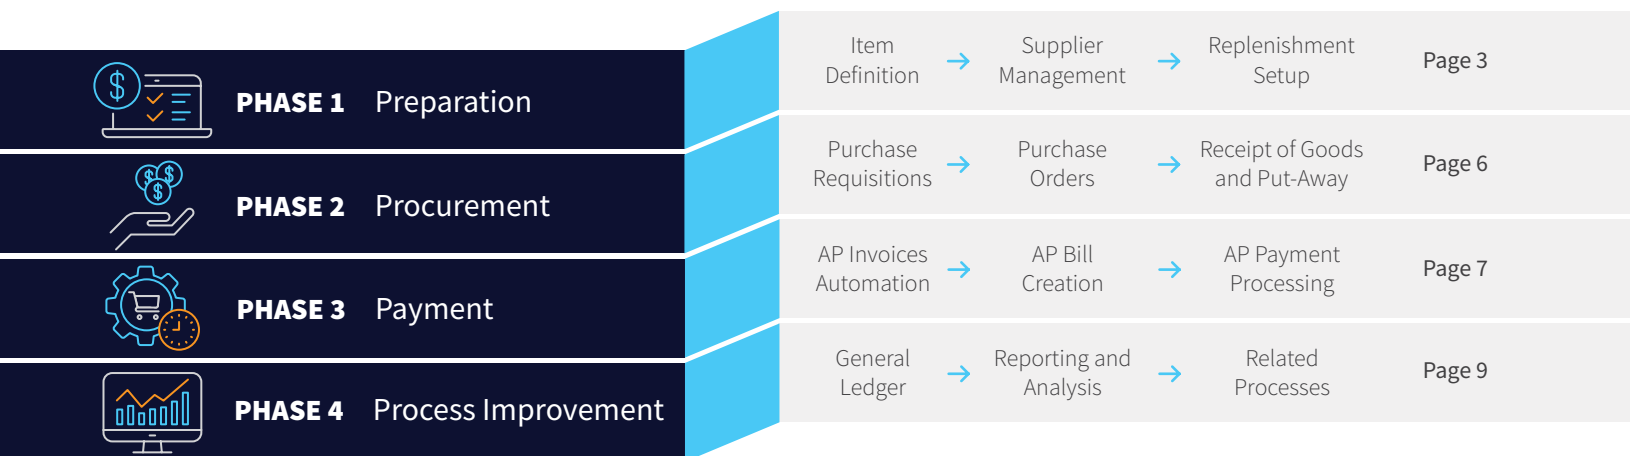 PHASE 1 Preparation
Item
Definition
Supplier
Management
Replenishment
Setup
Page 3
PHASE 2 Procurement
Purchase
Requisitions
Purchase
Orders
Receipt of Goods
and Put-Away
Page 6
PHASE 3 Payment
AP Invoices
Automation
AP Bill
Creation
AP Payment
Processing
Page 7
PHASE 4 Process Improvement
General
Ledger
Reporting and
Analysis
Related
Processes
Page 9